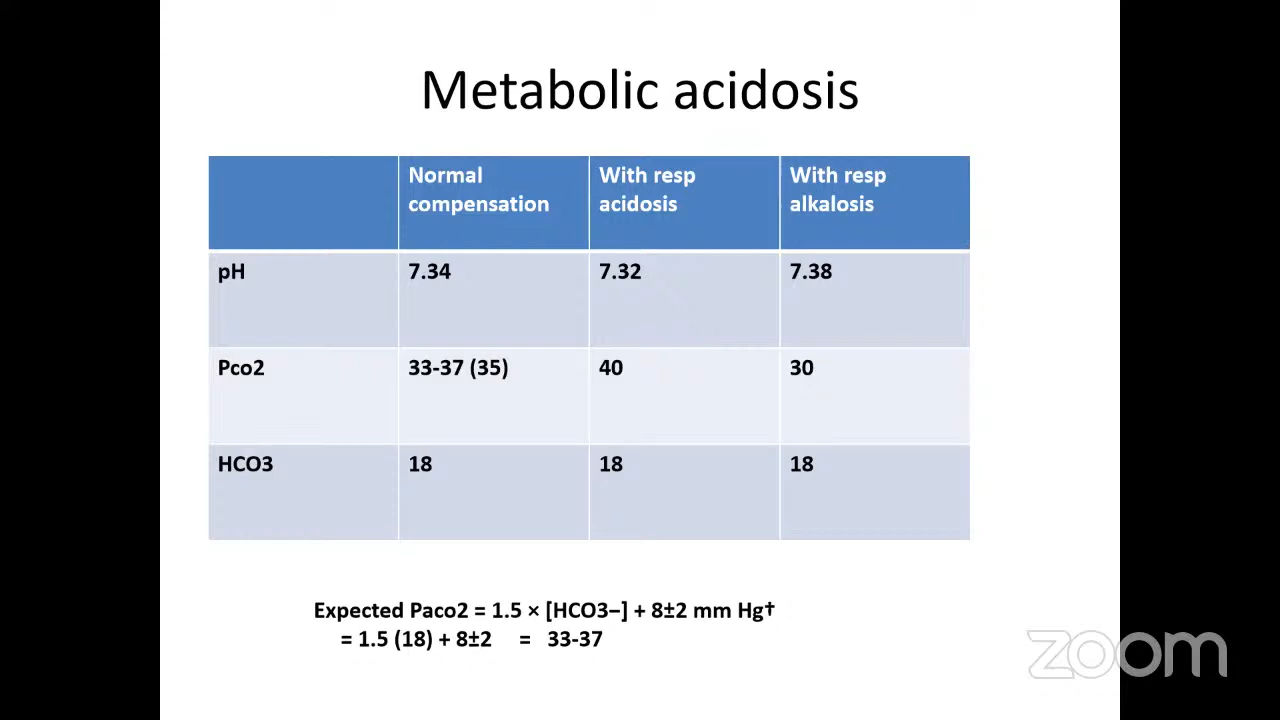 Metabolic acidosis
Normal compensation
With resp acidosis
With resp alkalosis
pH
7.34
7.32
7.38
Pco2
33-37 (35)
40
30
HCO3
18
18
18
Expected Paco2 = 1.5 × [HCO3−] + 8±2 mm Hg†
= 1.5 (18) + 8±2 = 33-37
zoom